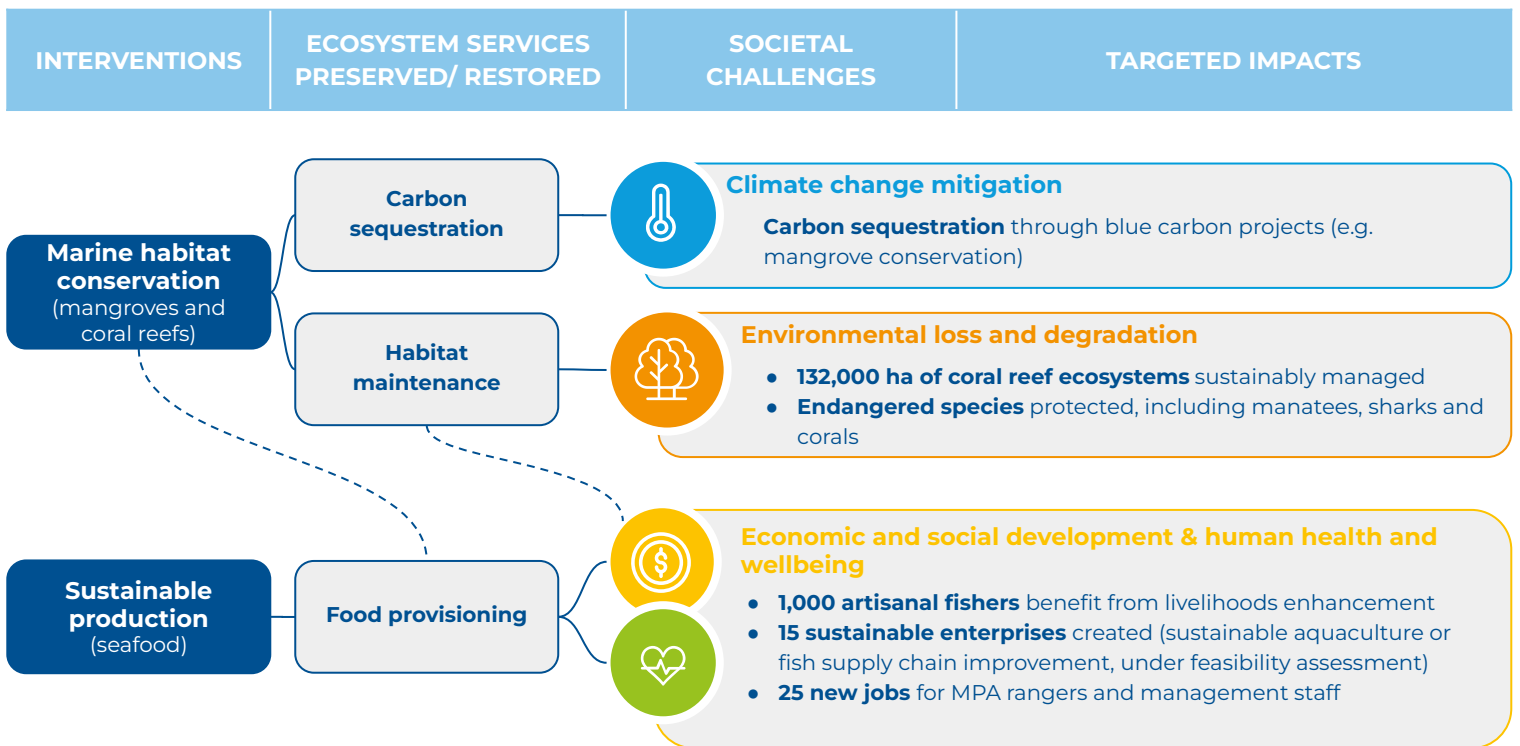 INTERVENTIONS
ECOSYSTEM SERVICES
PRESERVED/ RESTORED
SOCIETAL
CHALLENGES
TARGETED IMPACTS
Marine habitat
conservation
(mangroves and
coral reefs)
Carbon
sequestration
Climate change mitigation
Carbon sequestration through blue carbon projects (e.g.
mangrove conservation)
Habitat
maintenance
Environmental loss and degradation
● 132,000 ha of coral reef ecosystems sustainably managed
● Endangered species protected, including manatees, sharks and
corals
Sustainable
production
(seafood)
Food provisioning
$
Economic and social development & human health and
wellbeing
● 1,000 artisanal fishers benefit from livelihoods enhancement
● 15 sustainable enterprises created (sustainable aquaculture or
fish supply chain improvement, under feasibility assessment)
● 25 new jobs for MPA rangers and management staff